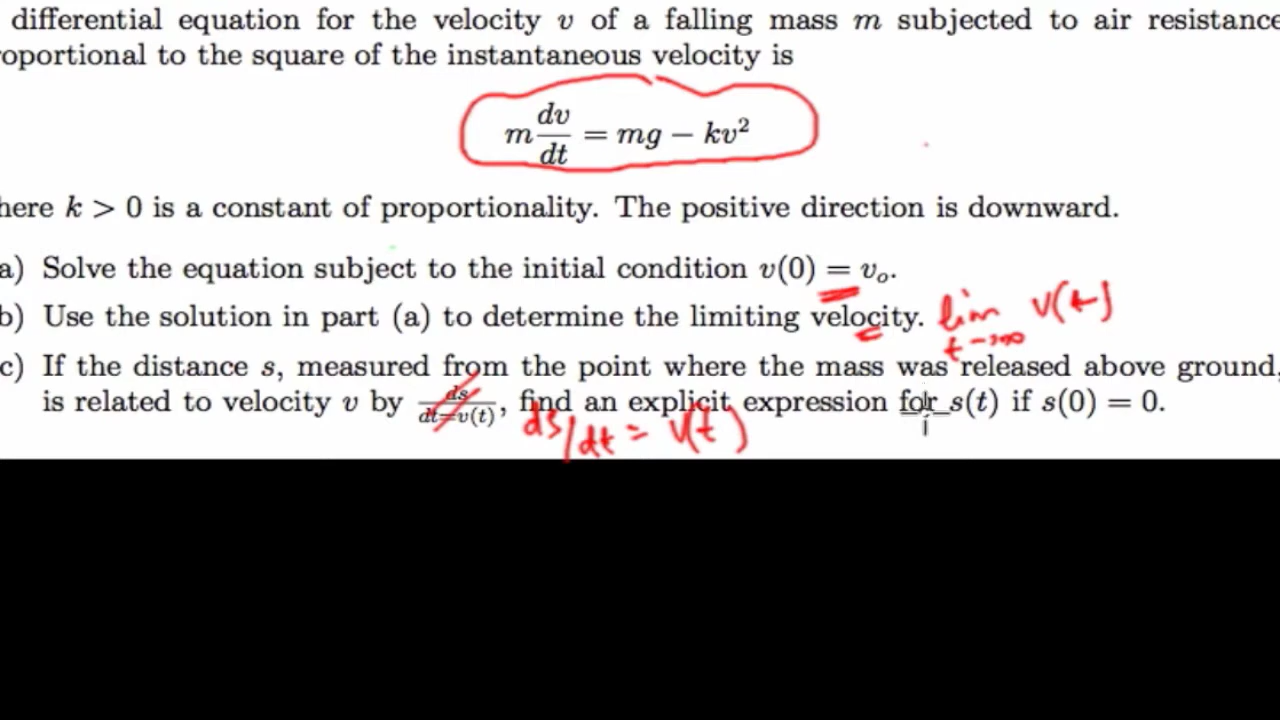 differential equation for the velocity v of a falling mass m subjected to air resistance
oportional to the square of the instantaneous velocity is
m dv/dt = mg − kv²
here k > 0 is a constant of proportionality. The positive direction is downward.
a) Solve the equation subject to the initial condition v(0) = vₒ.
b) Use the solution in part (a) to determine the limiting velocity. lim t→∞ v(t)
c) If the distance s, measured from the point where the mass was released above ground,
is related to velocity v by ds/dt=v(t), find an explicit expression for s(t) if s(0) = 0.
ds/dt = v(t)